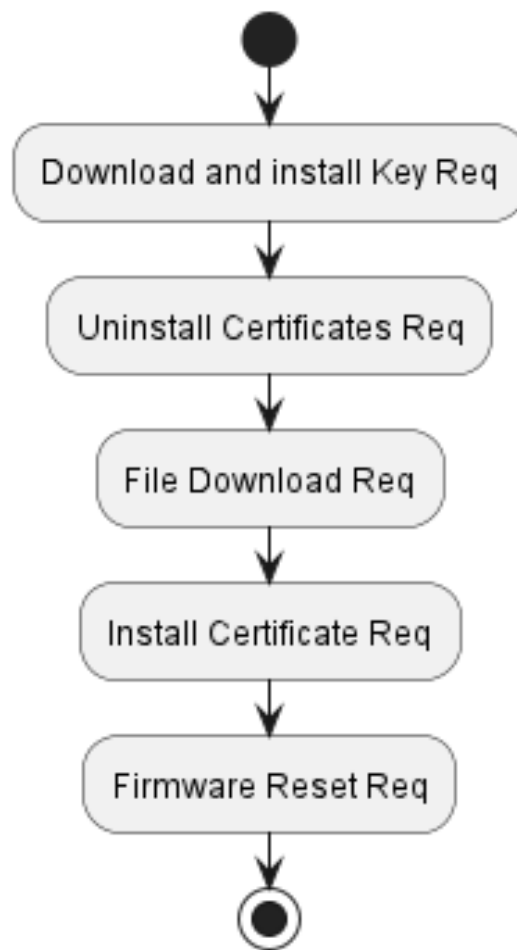 Download and install Key Req
Uninstall Certificates Req
File Download Req
Install Certificate Req
Firmware Reset Req